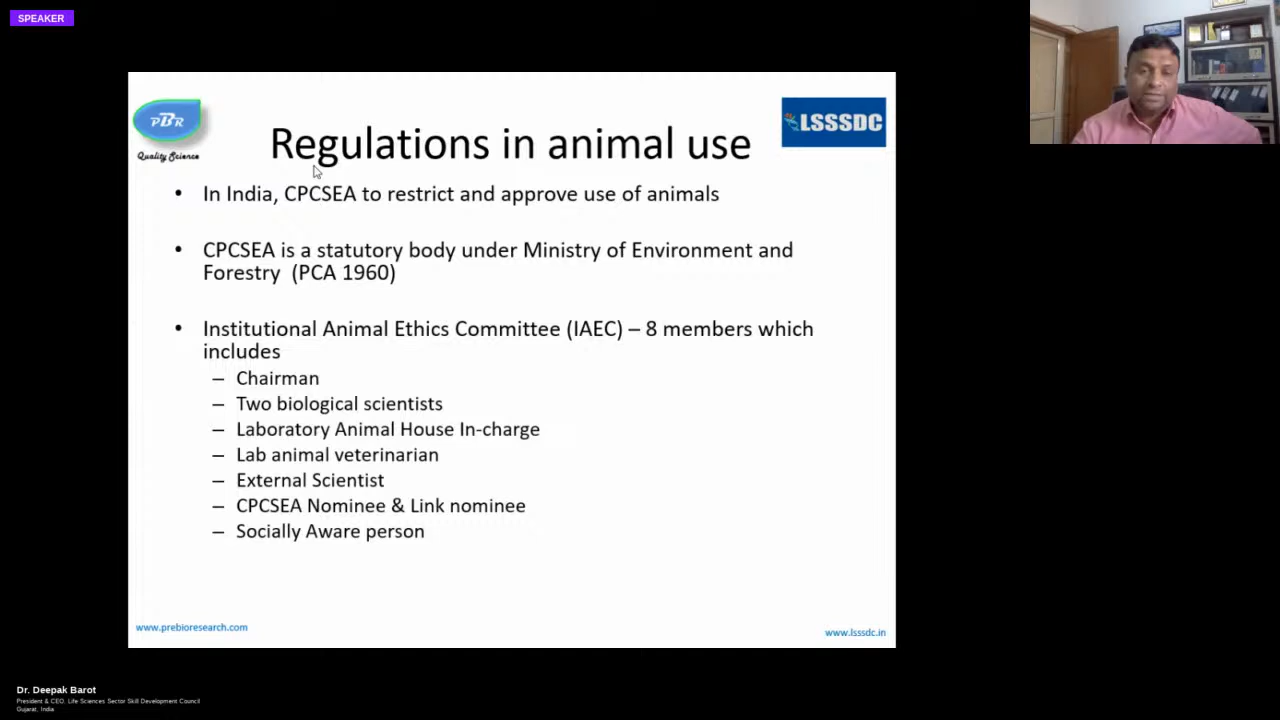 SPEAKER
PBR
Quality Science
LSSSDC
Regulations in animal use
• In India, CPCSEA to restrict and approve use of animals
• CPCSEA is a statutory body under Ministry of Environment and
Forestry (PCA 1960)
• Institutional Animal Ethics Committee (IAEC) – 8 members which
includes
– Chairman
– Two biological scientists
– Laboratory Animal House In-charge
– Lab animal veterinarian
– External Scientist
– CPCSEA Nominee & Link nominee
– Socially Aware person
www.prebioresearch.com
www.lsssdc.in
Dr. Deepak Barot
President & CEO, Life Sciences Sector Skill Development Council
Gujarat, India